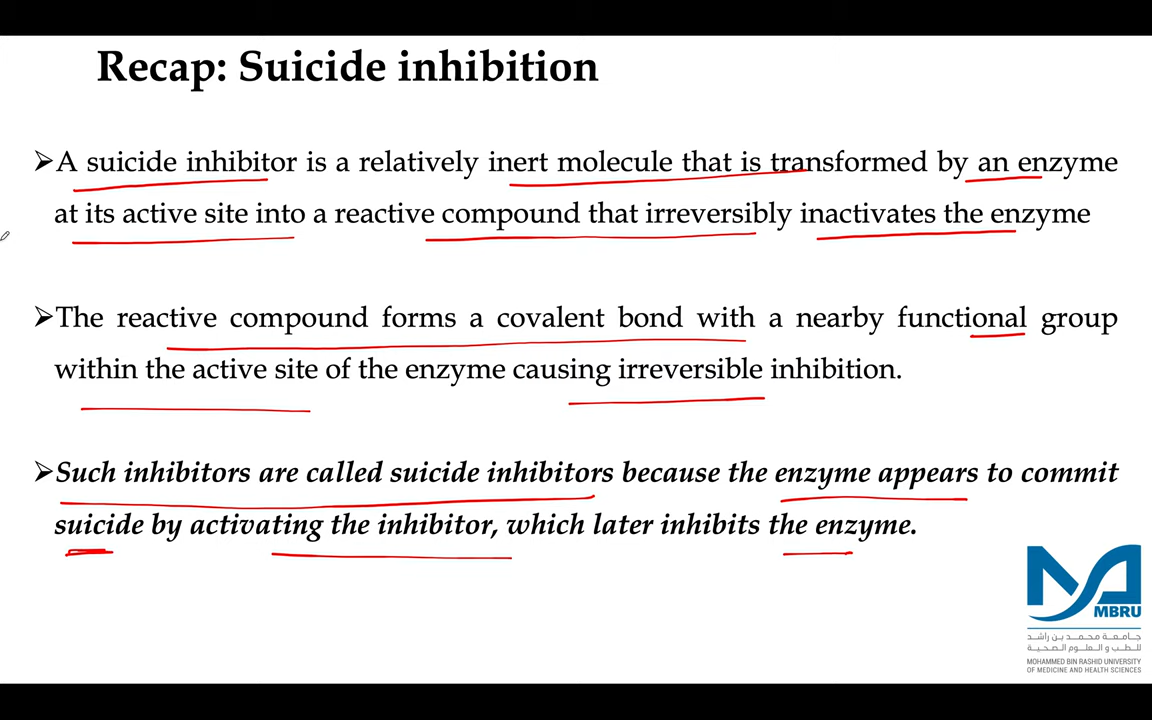 Recap: Suicide inhibition
➢A suicide inhibitor is a relatively inert molecule that is transformed by an enzyme
at its active site into a reactive compound that irreversibly inactivates the enzyme
➢The reactive compound forms a covalent bond with a nearby functional group
within the active site of the enzyme causing irreversible inhibition.
➢Such inhibitors are called suicide inhibitors because the enzyme appears to commit
suicide by activating the inhibitor, which later inhibits the enzyme.
MBRU
جامعة محمد بن راشد
للطب و العلوم الصحية
MOHAMMED BIN RASHID UNIVERSITY
OF MEDICINE AND HEALTH SCIENCES